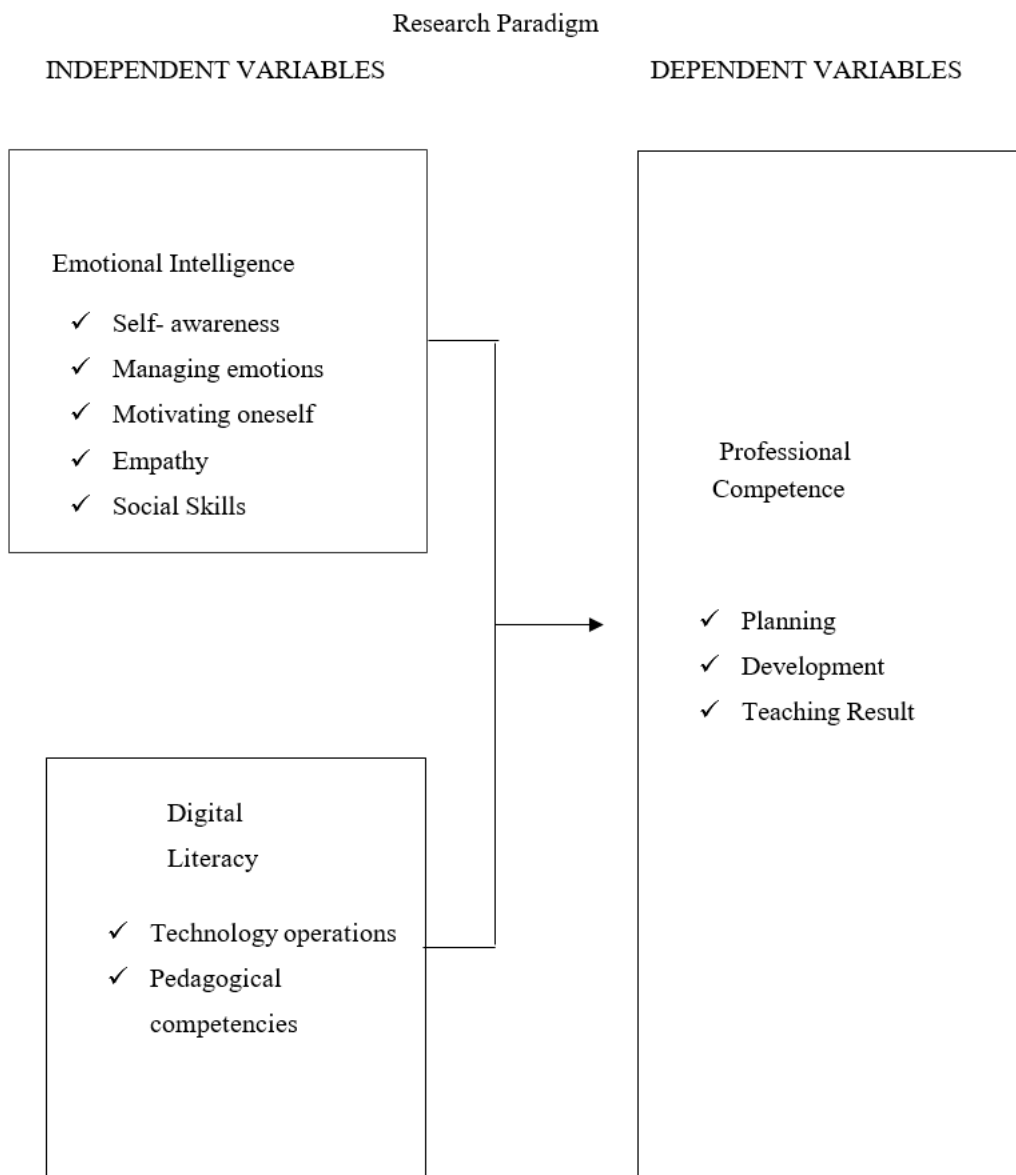 Research Paradigm
INDEPENDENT VARIABLES
DEPENDENT VARIABLES
Emotional Intelligence
✓ Self- awareness
✓ Managing emotions
✓ Motivating oneself
✓ Empathy
✓ Social Skills
Digital
Literacy
✓ Technology operations
✓ Pedagogical
competencies
Professional
Competence
✓ Planning
✓ Development
✓ Teaching Result